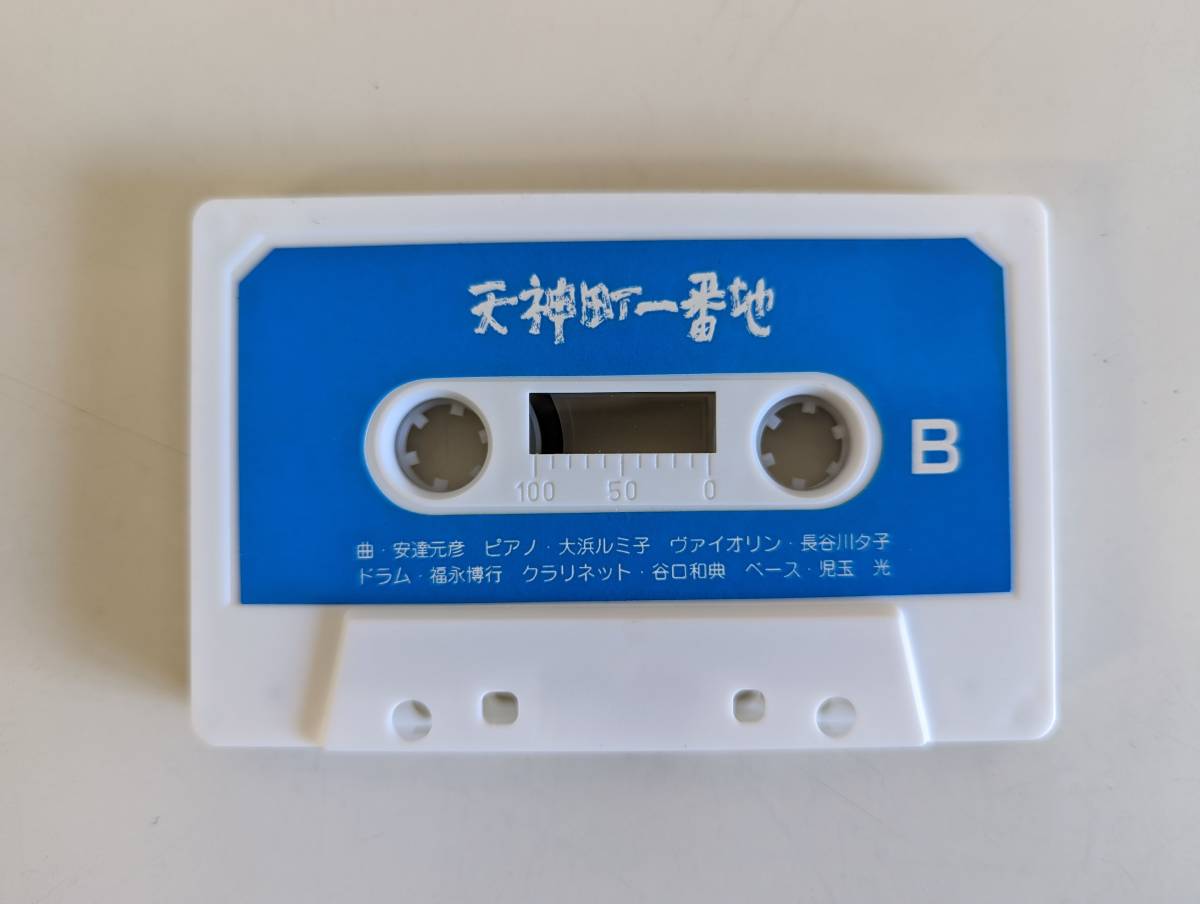 天神町一番地
B
100 50 0
曲・安達元彦 ピアノ・大浜ルミ子 ヴァイオリン・長谷川夕子
ドラム・福永博行 クラリネット・谷口和典 ベース・児玉 光